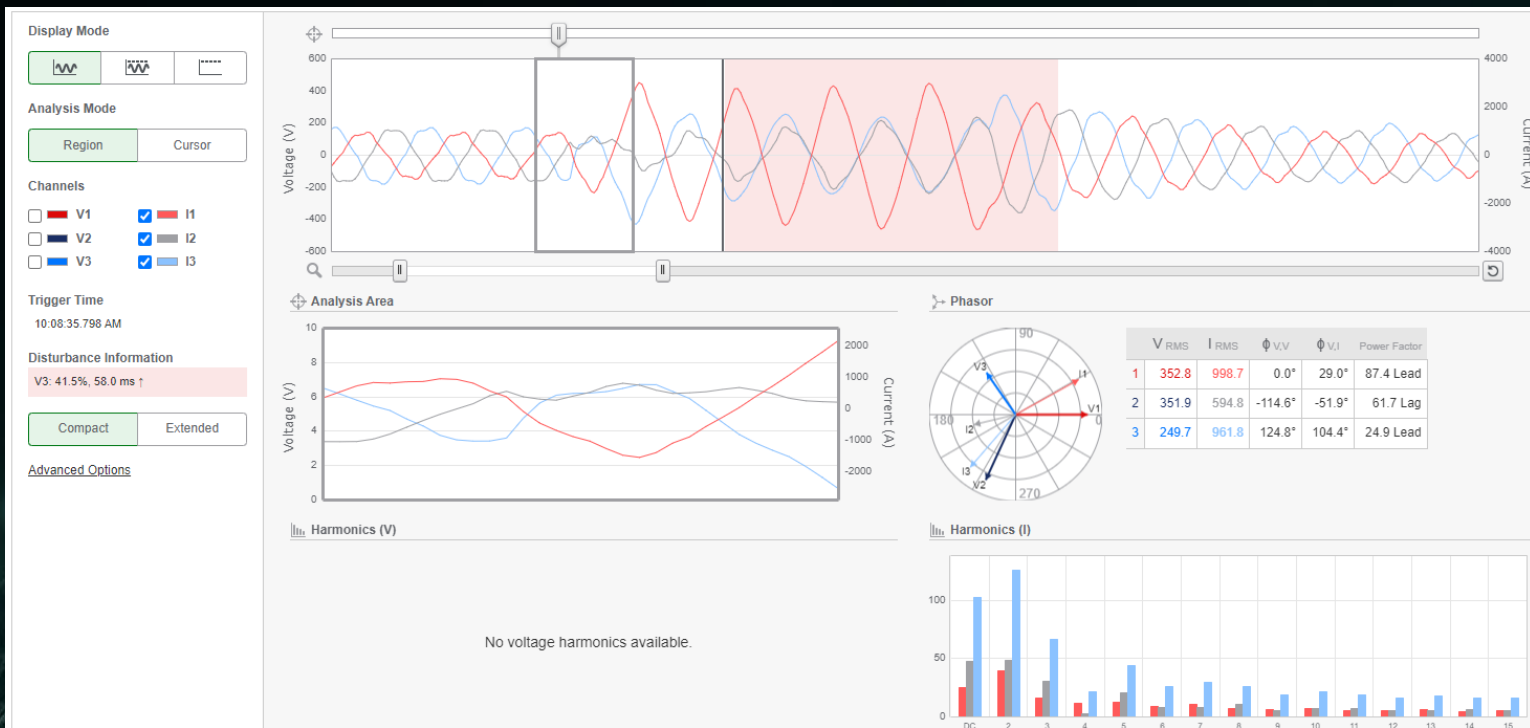 Display Mode
Analysis Mode
Region Cursor
Channels
V1 I1
V2 I2
V3 I3
Trigger Time
10:08:35.798 AM
Disturbance Information
V3: 41.5%, 58.0 ms ↑
Compact Extended
Advanced Options
600 4000
400
200 2000
0 0
-200
-400 -2000
-600 -4000
Voltage (V)
Current (A)
Analysis Area
10
8
6
4
2
0
Voltage (V)
2000
1000
0
-1000
-2000
Current (A)
Phasor
90
V3
I1
V1
180
0
I2
I3
V2
270
V RMS I RMS ϕ V,V ϕ V,I Power Factor
1 352.8 998.7 0.0° 29.0° 87.4 Lead
2 351.9 594.8 -114.6° -51.9° 61.7 Lag
3 249.7 961.8 124.8° 104.4° 24.9 Lead
Harmonics (V)
No voltage harmonics available.
Harmonics (I)
100
50
0
DC 2 3 4 5 6 7 8 9 10 11 12 13 14 15